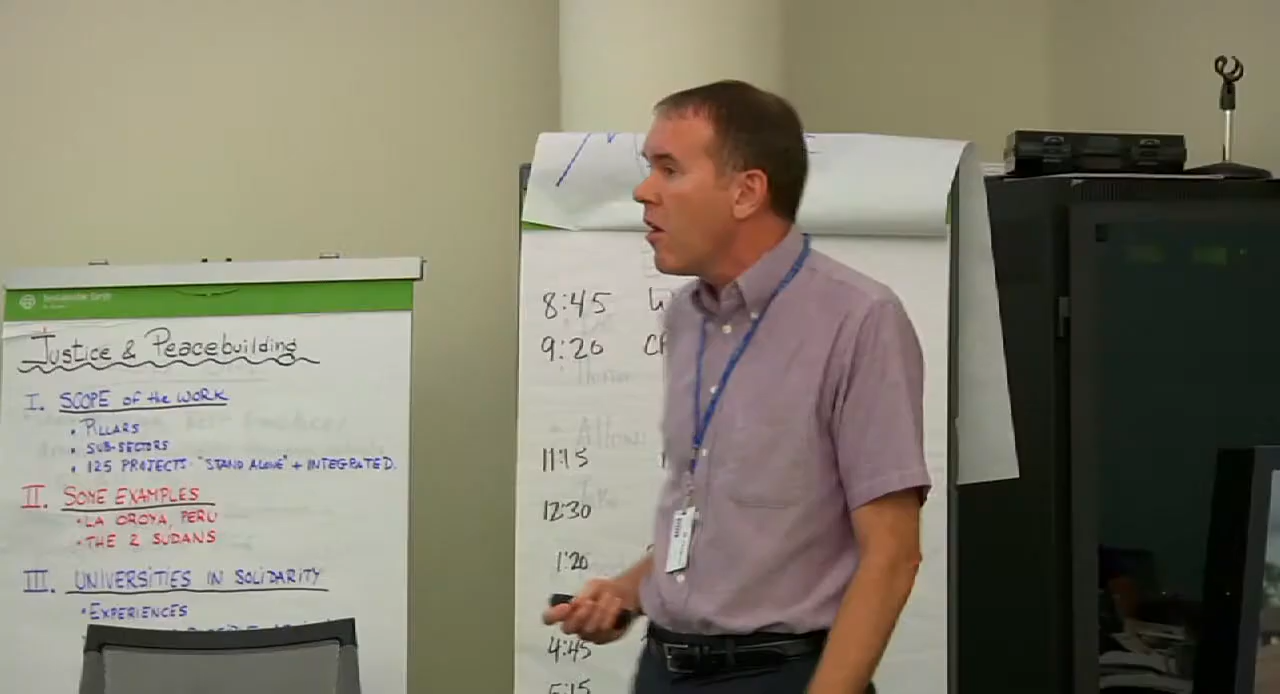 Justice & Peacebuilding
I. SCOPE of the WORK
• PILLARS
• SUB-SECTORS
• 125 PROJECTS "STAND ALONE" + INTEGRATED.
II. SOME EXAMPLES
• LA OROYA, PERU
• THE 2 SUDANS
III. UNIVERSITIES IN SOLIDARITY
• EXPERIENCES
8:45
9:20
11:15
12:30
1:20
4:45
5:15